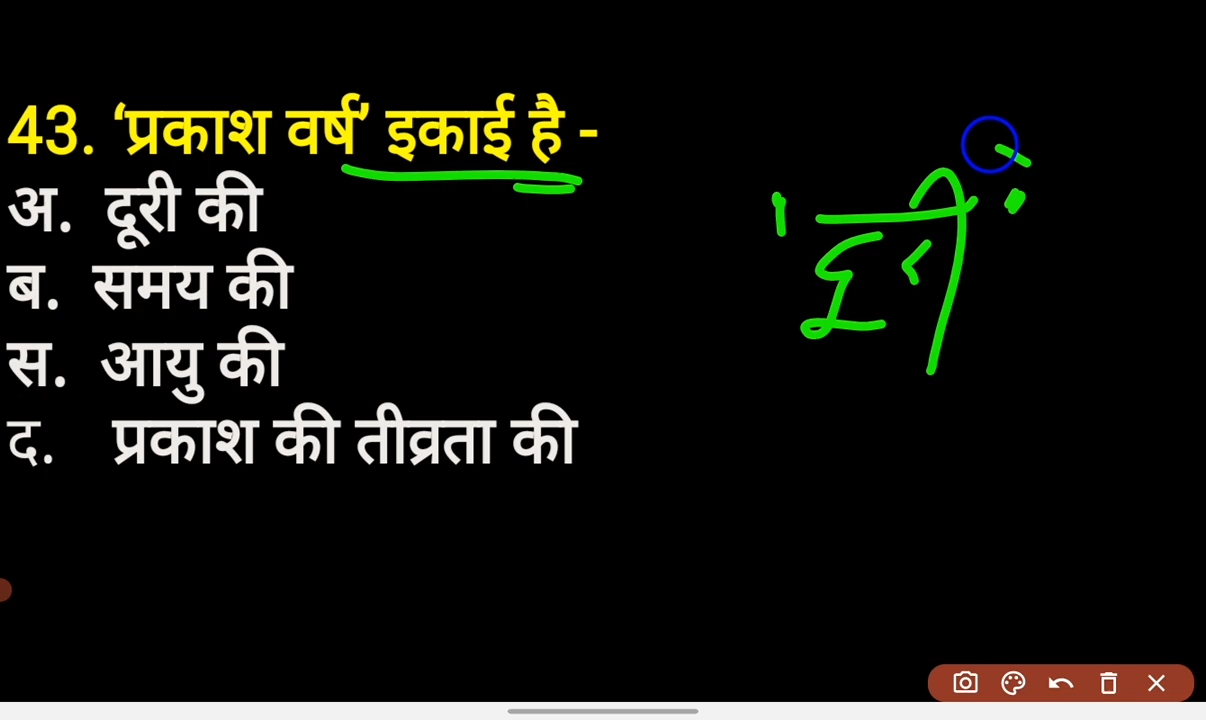 43. ‘प्रकाश वर्ष’ इकाई है -
अ. दूरी की
ब. समय की
स. आयु की
द. प्रकाश की तीव्रता की
'दूरी'